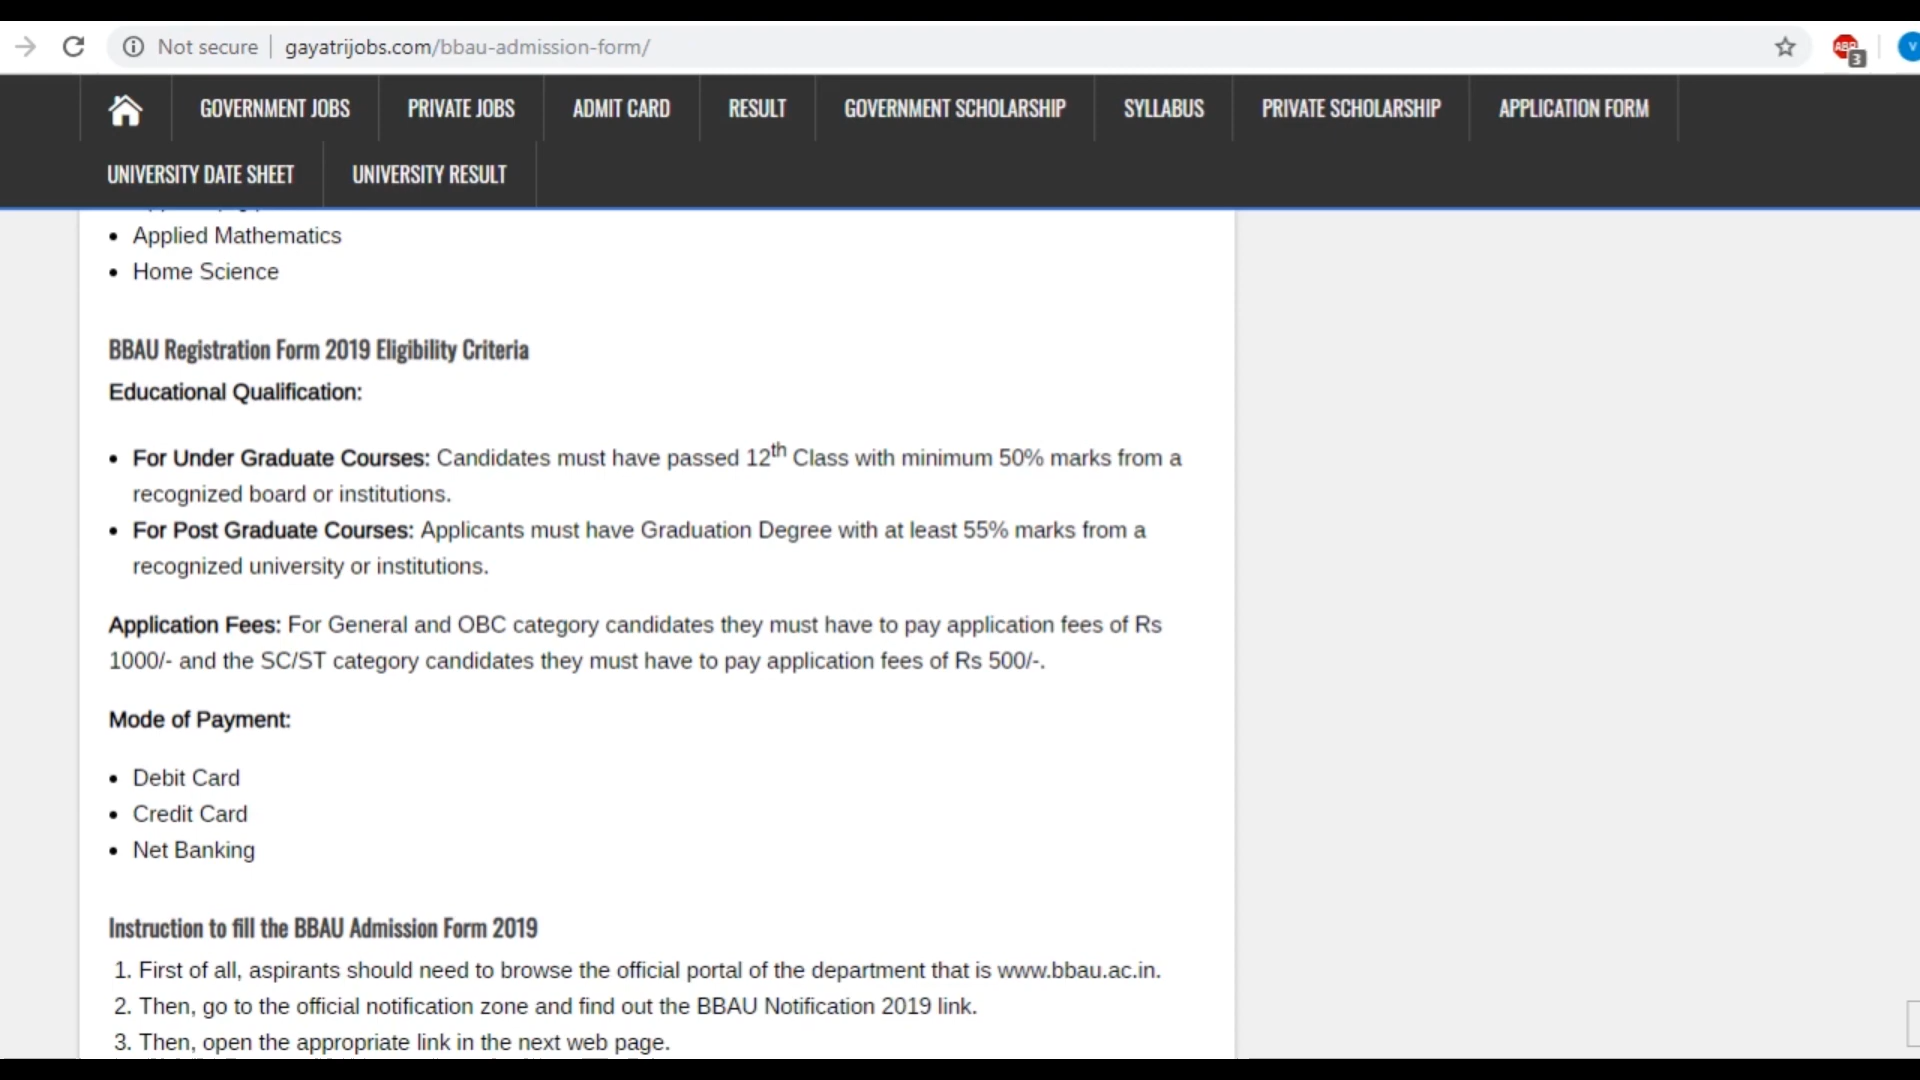 Not secure gayatrijobs.com/bbau-admission-form/
ABP 3 V
GOVERNMENT JOBS PRIVATE JOBS ADMIT CARD RESULT GOVERNMENT SCHOLARSHIP SYLLABUS PRIVATE SCHOLARSHIP APPLICATION FORM
UNIVERSITY DATE SHEET UNIVERSITY RESULT
• Applied Mathematics
• Home Science
BBAU Registration Form 2019 Eligibility Criteria
Educational Qualification:
• For Under Graduate Courses: Candidates must have passed 12th Class with minimum 50% marks from a
recognized board or institutions.
• For Post Graduate Courses: Applicants must have Graduation Degree with at least 55% marks from a
recognized university or institutions.
Application Fees: For General and OBC category candidates they must have to pay application fees of Rs
1000/- and the SC/ST category candidates they must have to pay application fees of Rs 500/-.
Mode of Payment:
• Debit Card
• Credit Card
• Net Banking
Instruction to fill the BBAU Admission Form 2019
1. First of all, aspirants should need to browse the official portal of the department that is www.bbau.ac.in.
2. Then, go to the official notification zone and find out the BBAU Notification 2019 link.
3. Then, open the appropriate link in the next web page.